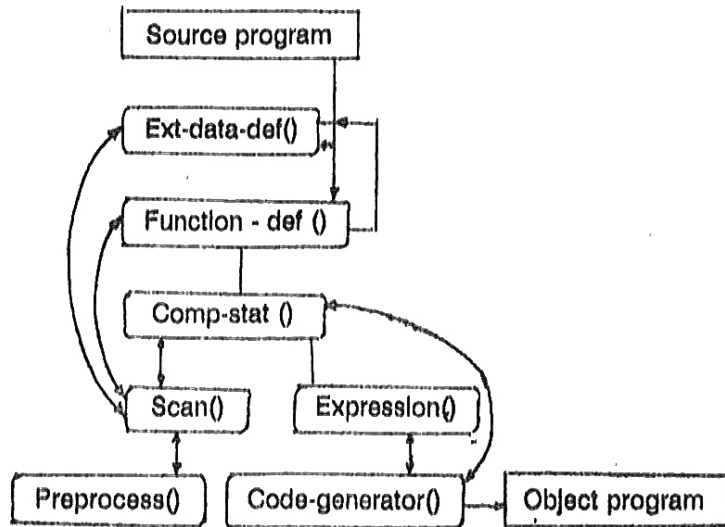 Source program
Ext-data-def()
Function - def ()
Comp-stat ()
Scan()
Expression()
Preprocess()
Code-generator()
Object program